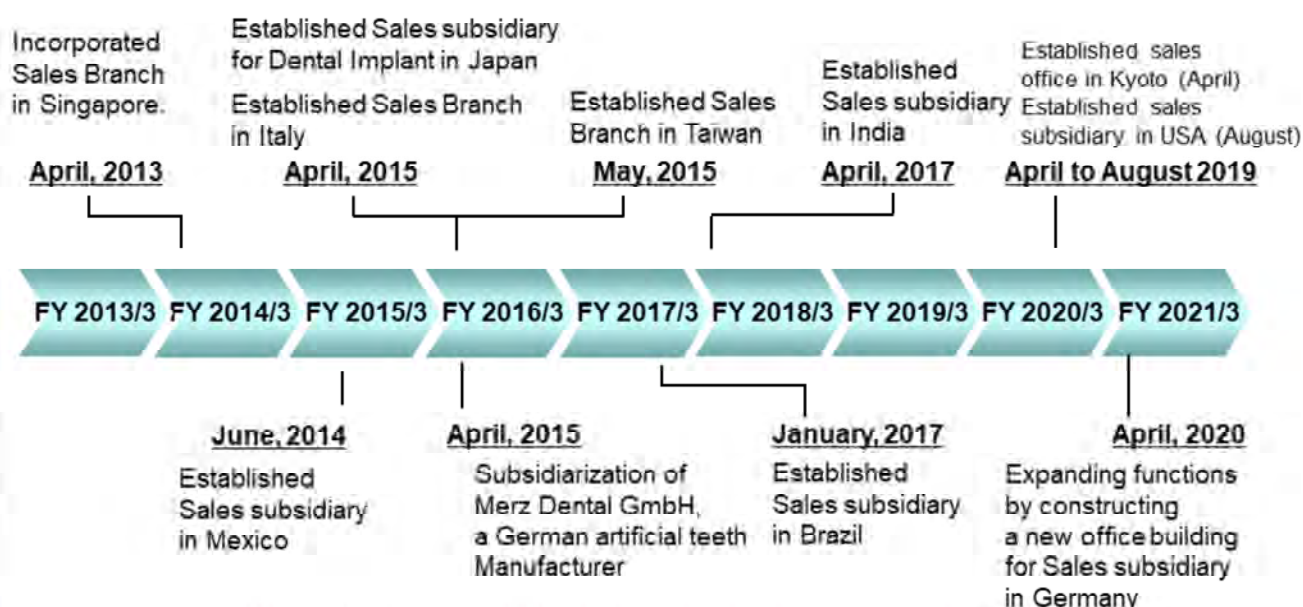 Incorporated
Sales Branch
in Singapore.
April, 2013
Established Sales subsidiary
for Dental Implant in Japan
Established Sales Branch
in Italy
April, 2015
Established Sales
Branch in Taiwan
May, 2015
Established
Sales subsidiary
in India
April, 2017
Established sales
office in Kyoto (April)
Established sales
subsidiary in USA (August)
April to August 2019
FY 2013/3 FY 2014/3 FY 2015/3 FY 2016/3 FY 2017/3 FY 2018/3 FY 2019/3 FY 2020/3 FY 2021/3
June, 2014
Established
Sales subsidiary
in Mexico
April, 2015
Subsidiarization of
Merz Dental GmbH,
a German artificial teeth
Manufacturer
January, 2017
Established
Sales subsidiary
in Brazil
April, 2020
Expanding functions
by constructing
a new office building
for Sales subsidiary
in Germany